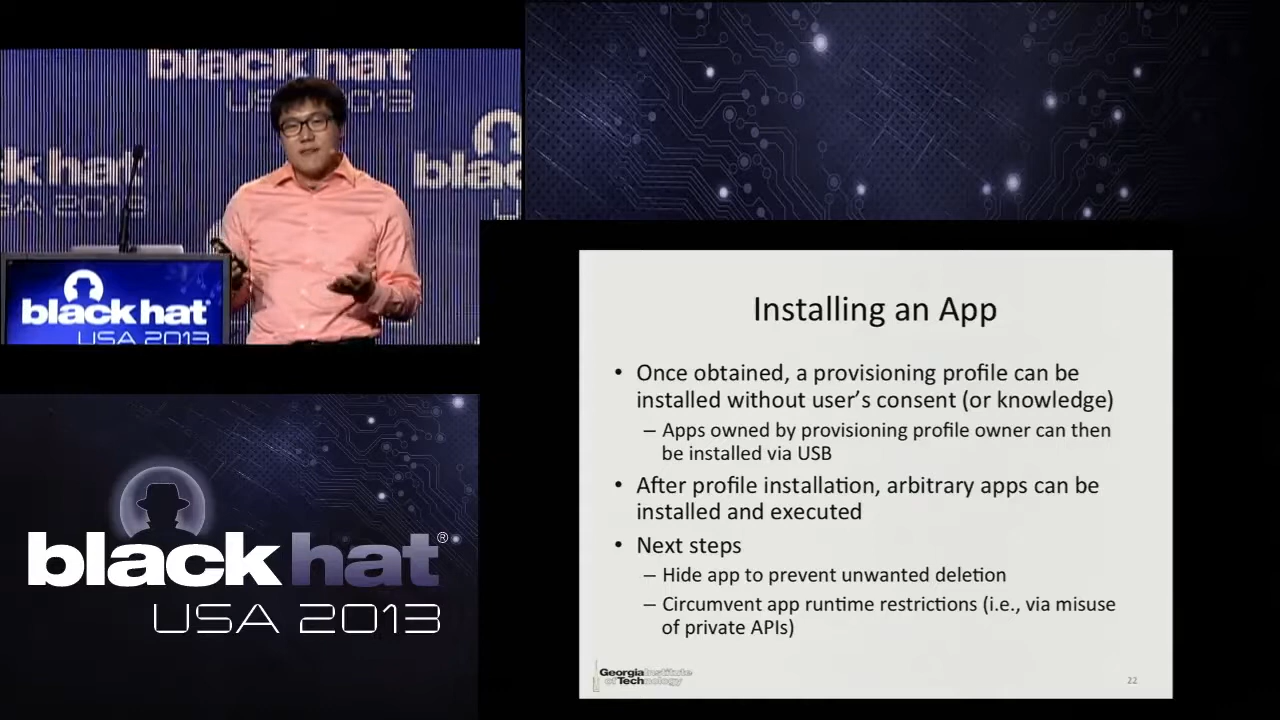 black hat
USA 2013
black hat
USA 2013
black
U
black hat
USA 2013
black hat®
USA 2013
Installing an App
• Once obtained, a provisioning profile can be
installed without user's consent (or knowledge)
– Apps owned by provisioning profile owner can then
be installed via USB
• After profile installation, arbitrary apps can be
installed and executed
• Next steps
– Hide app to prevent unwanted deletion
– Circumvent app runtime restrictions (i.e., via misuse
of private APIs)
Georgia Institute
of Technology
22